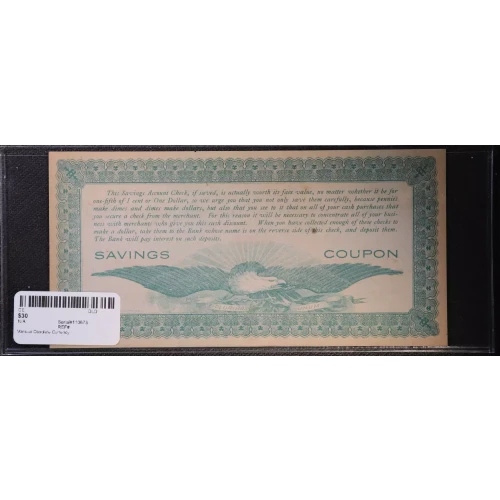 This Savings Account Check, if saved, is actually worth its face value, no matter whether it be for
one-fifth of 1 cent or One Dollar, so we urge you that you not only save them carefully, because pennies
make dimes and dimes make dollars, but also that you see to it that on all of your cash purchases that
you secure a check from the merchant. For this reason it will be necessary to concentrate all of your busi-
ness with merchants who give you this cash discount. When you have collected enough of these checks to
make a dollar, take them to the Bank whose name is on the reverse side of this check, and deposit them.
The Bank will pay interest on such deposits.
SAVINGS COUPON
$30